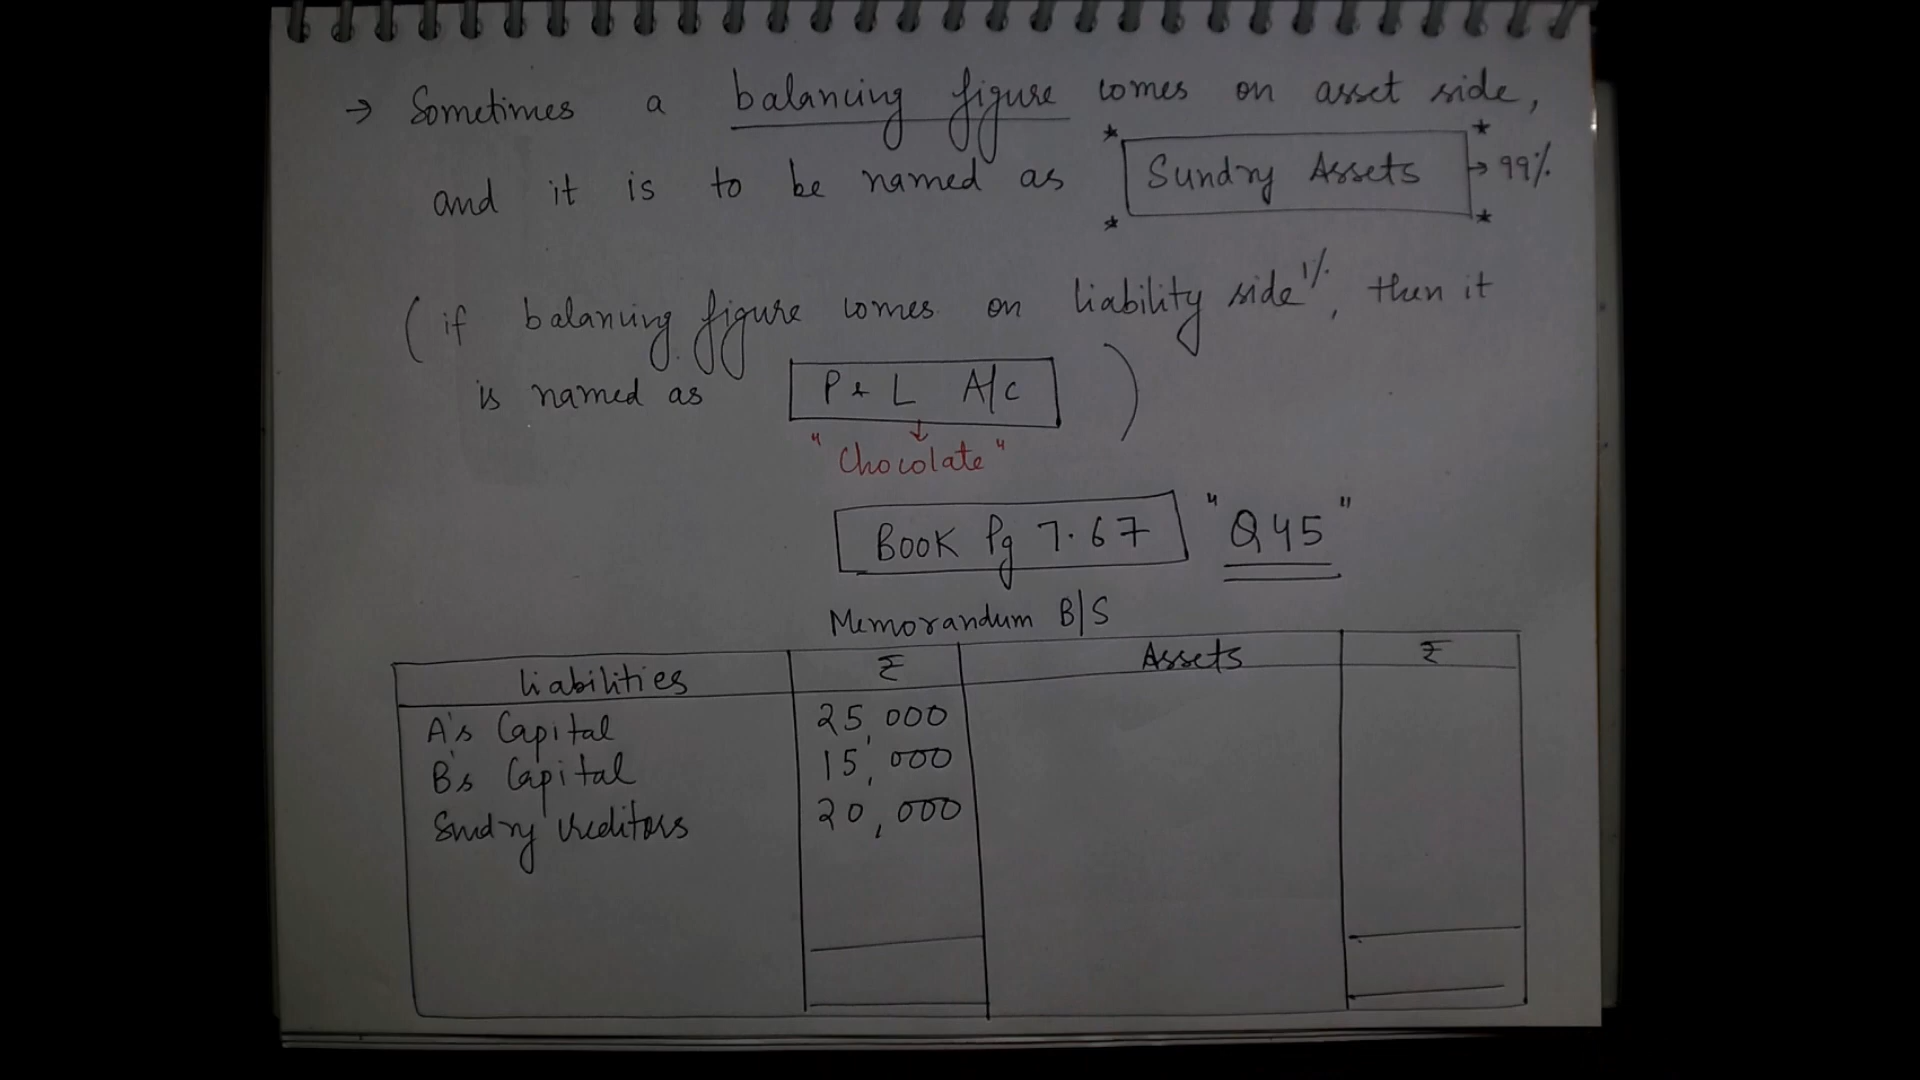 → Sometimes a balancing figure comes on asset side,
and it is to be named as Sundry Assets → 99%
(if balancing figure comes on liability side 1%, then it
is named as P & L A/c )
"Chocolate"
BOOK Pg 7.67 "Q45"
Memorandum B/S
Liabilities ₹ Assets ₹
A's Capital 25,000
B's Capital 15,000
Sundry Creditors 20,000